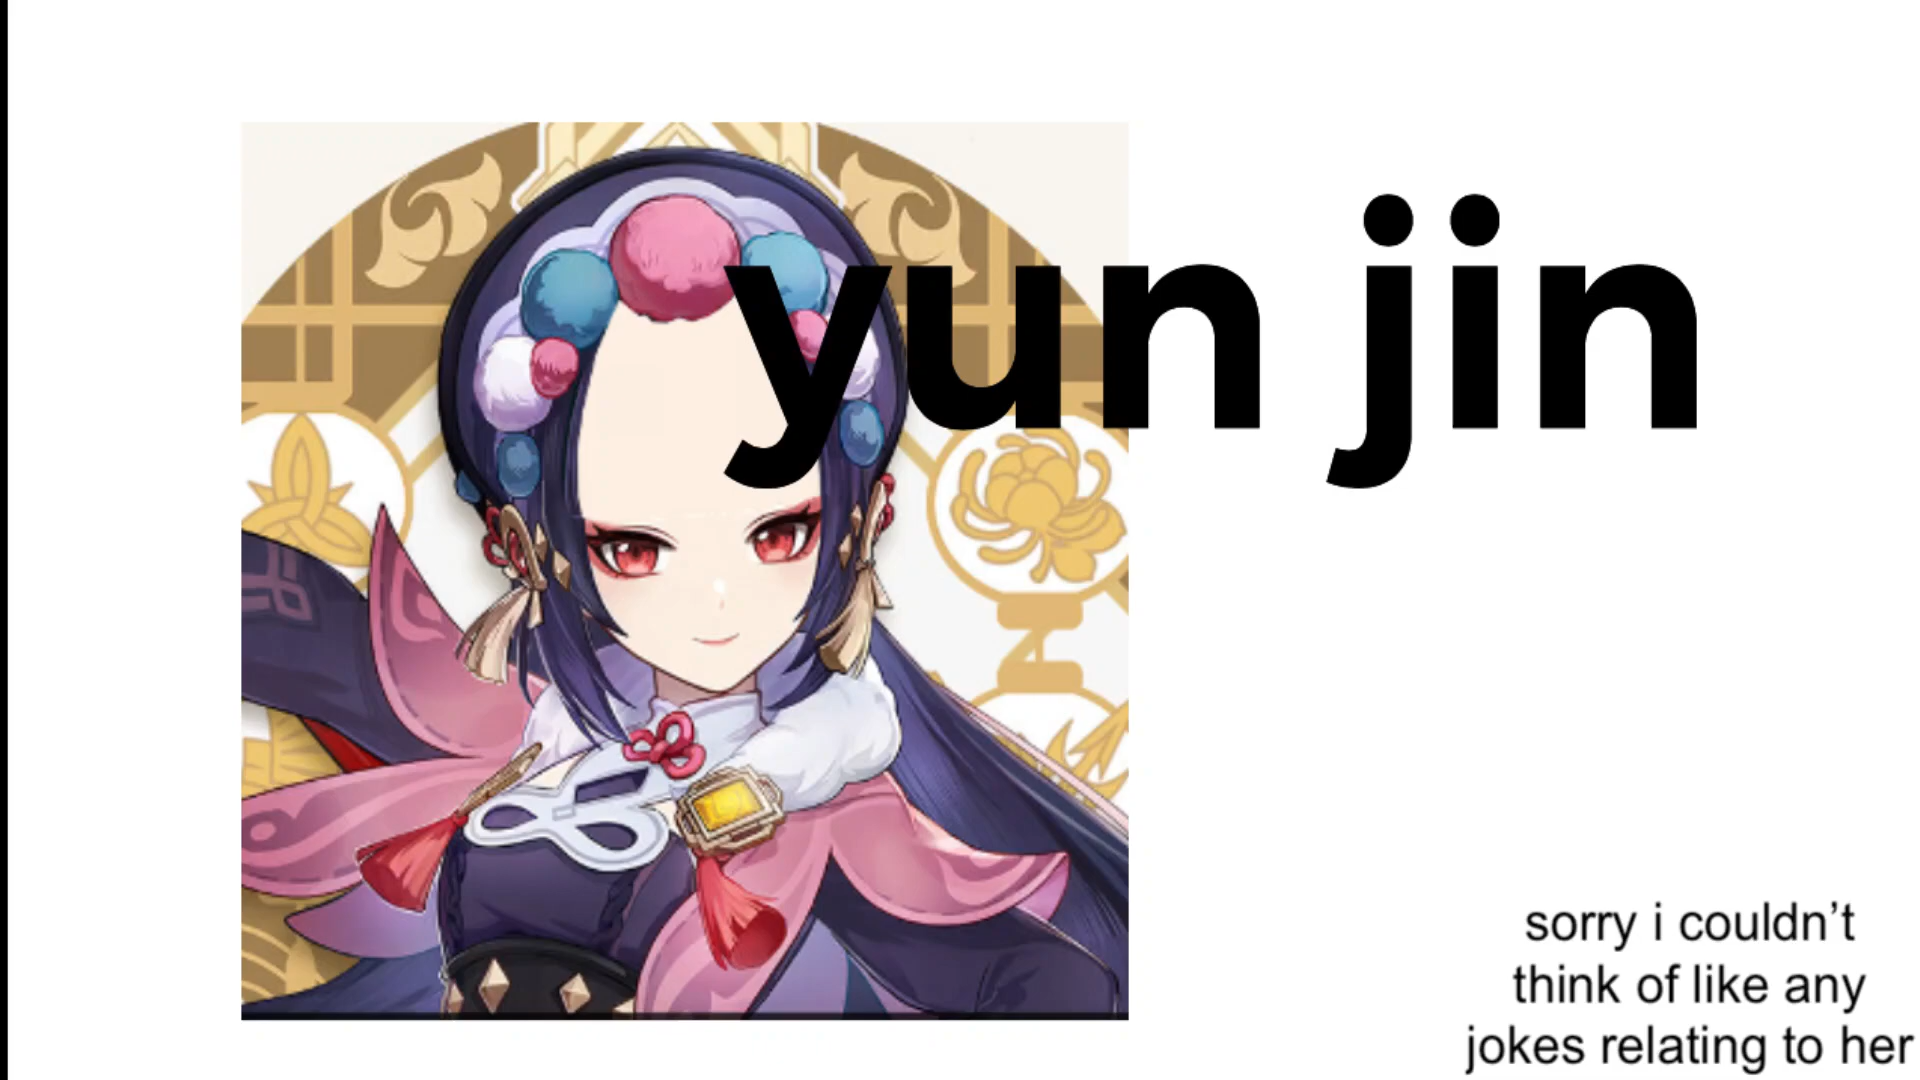 yun jin
sorry i couldn’t
think of like any
jokes relating to her